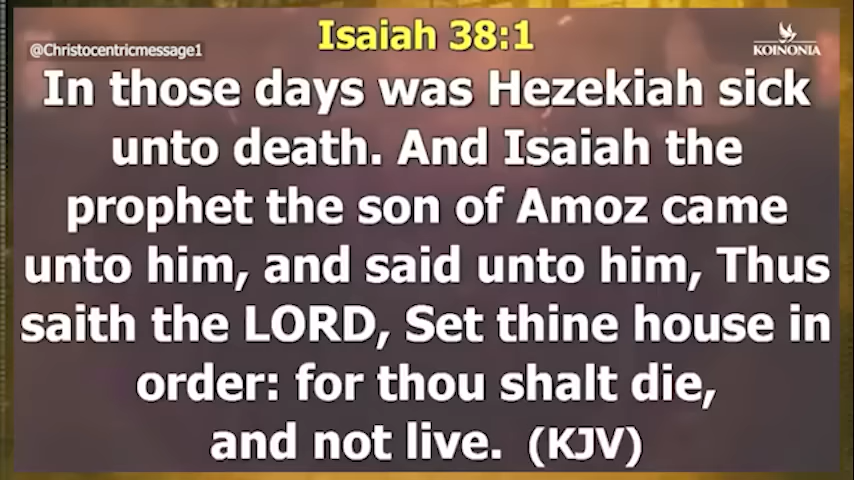 Isaiah 38:1
@Christocentricmessage1
KOINONIA
In those days was Hezekiah sick
unto death. And Isaiah the
prophet the son of Amoz came
unto him, and said unto him, Thus
saith the LORD, Set thine house in
order: for thou shalt die,
and not live. (KJV)